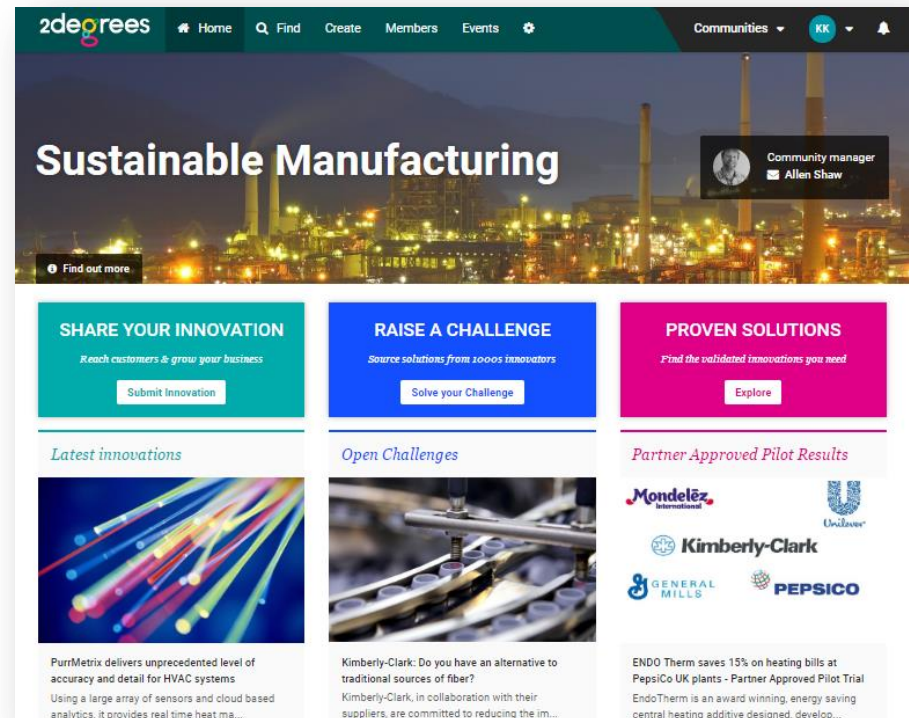 2degrees
Home
Find
Create
Members
Events
Communities
KK
Sustainable Manufacturing
Community manager
Allen Shaw
Find out more
SHARE YOUR INNOVATION
Reach customers & grow your business
Submit Innovation
RAISE A CHALLENGE
Source solutions from 1000s innovators
Solve your Challenge
PROVEN SOLUTIONS
Find the validated innovations you need
Explore
Latest innovations
PurrMetrix delivers unprecedented level of
accuracy and detail for HVAC systems
Using a large array of sensors and cloud based
analytics, it provides real time heat ma...
Open Challenges
Kimberly-Clark: Do you have an alternative to
traditional sources of fiber?
Kimberly-Clark, in collaboration with their
suppliers, are committed to reducing the im...
Partner Approved Pilot Results
Mondelēz
International
Unilever
Kimberly-Clark
GENERAL
MILLS
PEPSICO
ENDO Therm saves 15% on heating bills at
PepsiCo UK plants - Partner Approved Pilot Trial
EndoTherm is an award winning, energy saving
central heating additive designed, develop...